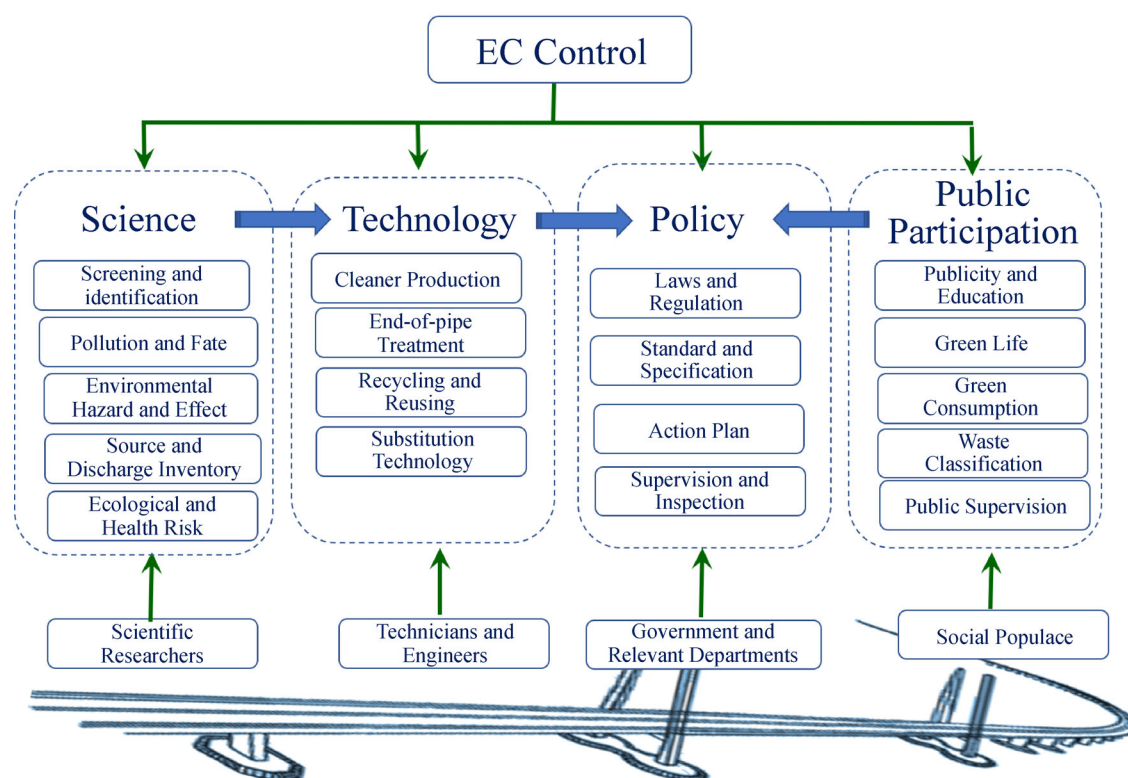 EC Control
Science
Screening and
identification
Pollution and Fate
Environmental
Hazard and Effect
Source and
Discharge Inventory
Ecological and
Health Risk
Scientific
Researchers
Technology
Cleaner Production
End-of-pipe
Treatment
Recycling and
Reusing
Substitution
Technology
Technicians and
Engineers
Policy
Laws and
Regulation
Standard and
Specification
Action Plan
Supervision and
Inspection
Government and
Relevant Departments
Public
Participation
Publicity and
Education
Green Life
Green
Consumption
Waste
Classification
Public Supervision
Social Populace